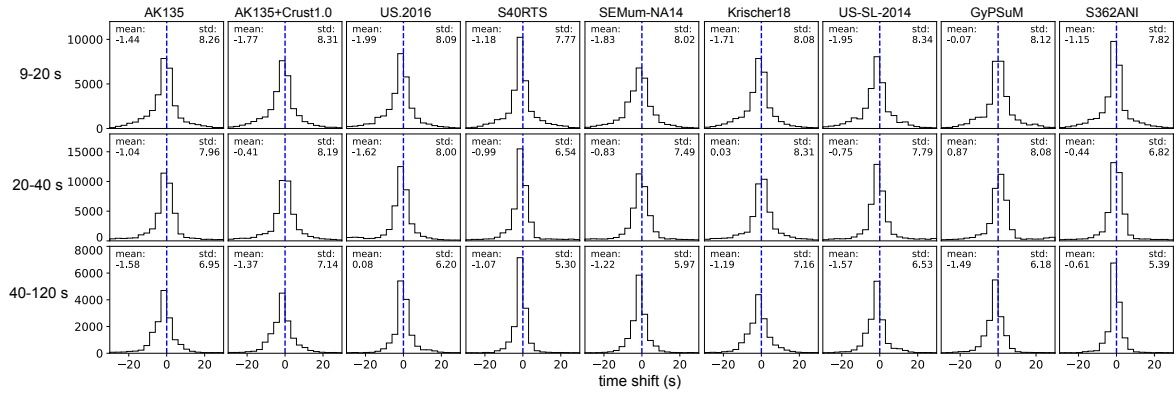 AK135 AK135+Crust1.0 US.2016 S40RTS SEMum-NA14 Krischer18 US-SL-2014 GyPSuM S362ANI
10000 mean: std: mean: std: mean: std: mean: std: mean: std: mean: std: mean: std: mean: std: mean: std:
-1.44 8.26 -1.77 8.31 -1.99 8.09 -1.18 7.77 -1.83 8.02 -1.71 8.08 -1.95 8.34 -0.07 8.12 -1.15 7.82
9-20 s
5000
0
mean: std: mean: std: mean: std: mean: std: mean: std: mean: std: mean: std: mean: std: mean: std:
15000 -1.04 7.96 -0.41 8.19 -1.62 8.00 -0.99 6.54 -0.83 7.49 0.03 8.31 -0.75 7.79 0.87 8.08 -0.44 6.82
10000
20-40 s
5000
0
8000 mean: std: mean: std: mean: std: mean: std: mean: std: mean: std: mean: std: mean: std: mean: std:
-1.58 6.95 -1.37 7.14 0.08 6.20 -1.07 5.30 -1.22 5.97 -1.19 7.16 -1.57 6.53 -1.49 6.18 -0.61 5.39
6000
40-120 s
4000
2000
0
−20 0 20 −20 0 20 −20 0 20 −20 0 20 −20 0 20 −20 0 20 −20 0 20 −20 0 20 −20 0 20
time shift (s)